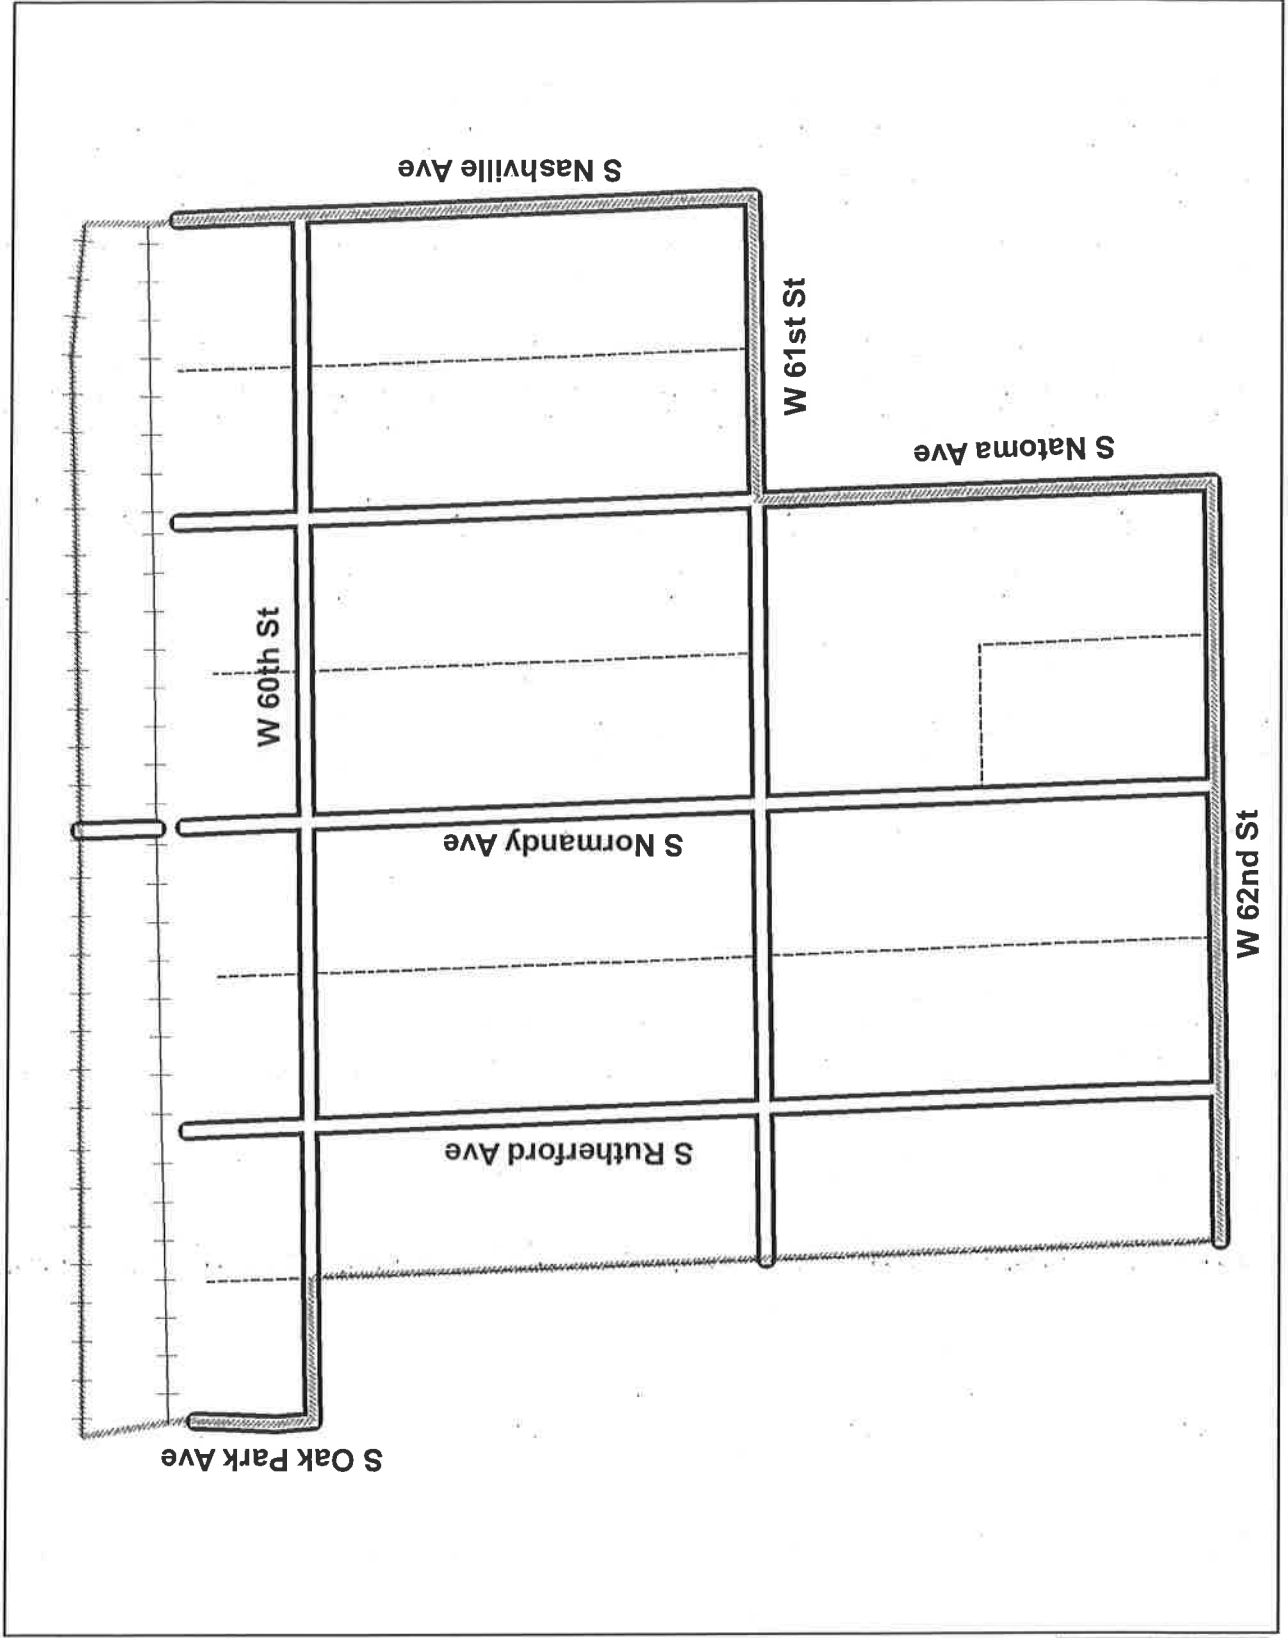 S Nashville Ave
W 61st St
S Natoma Ave
W 60th St
S Normandy Ave
W 62nd St
S Rutherford Ave
S Oak Park Ave